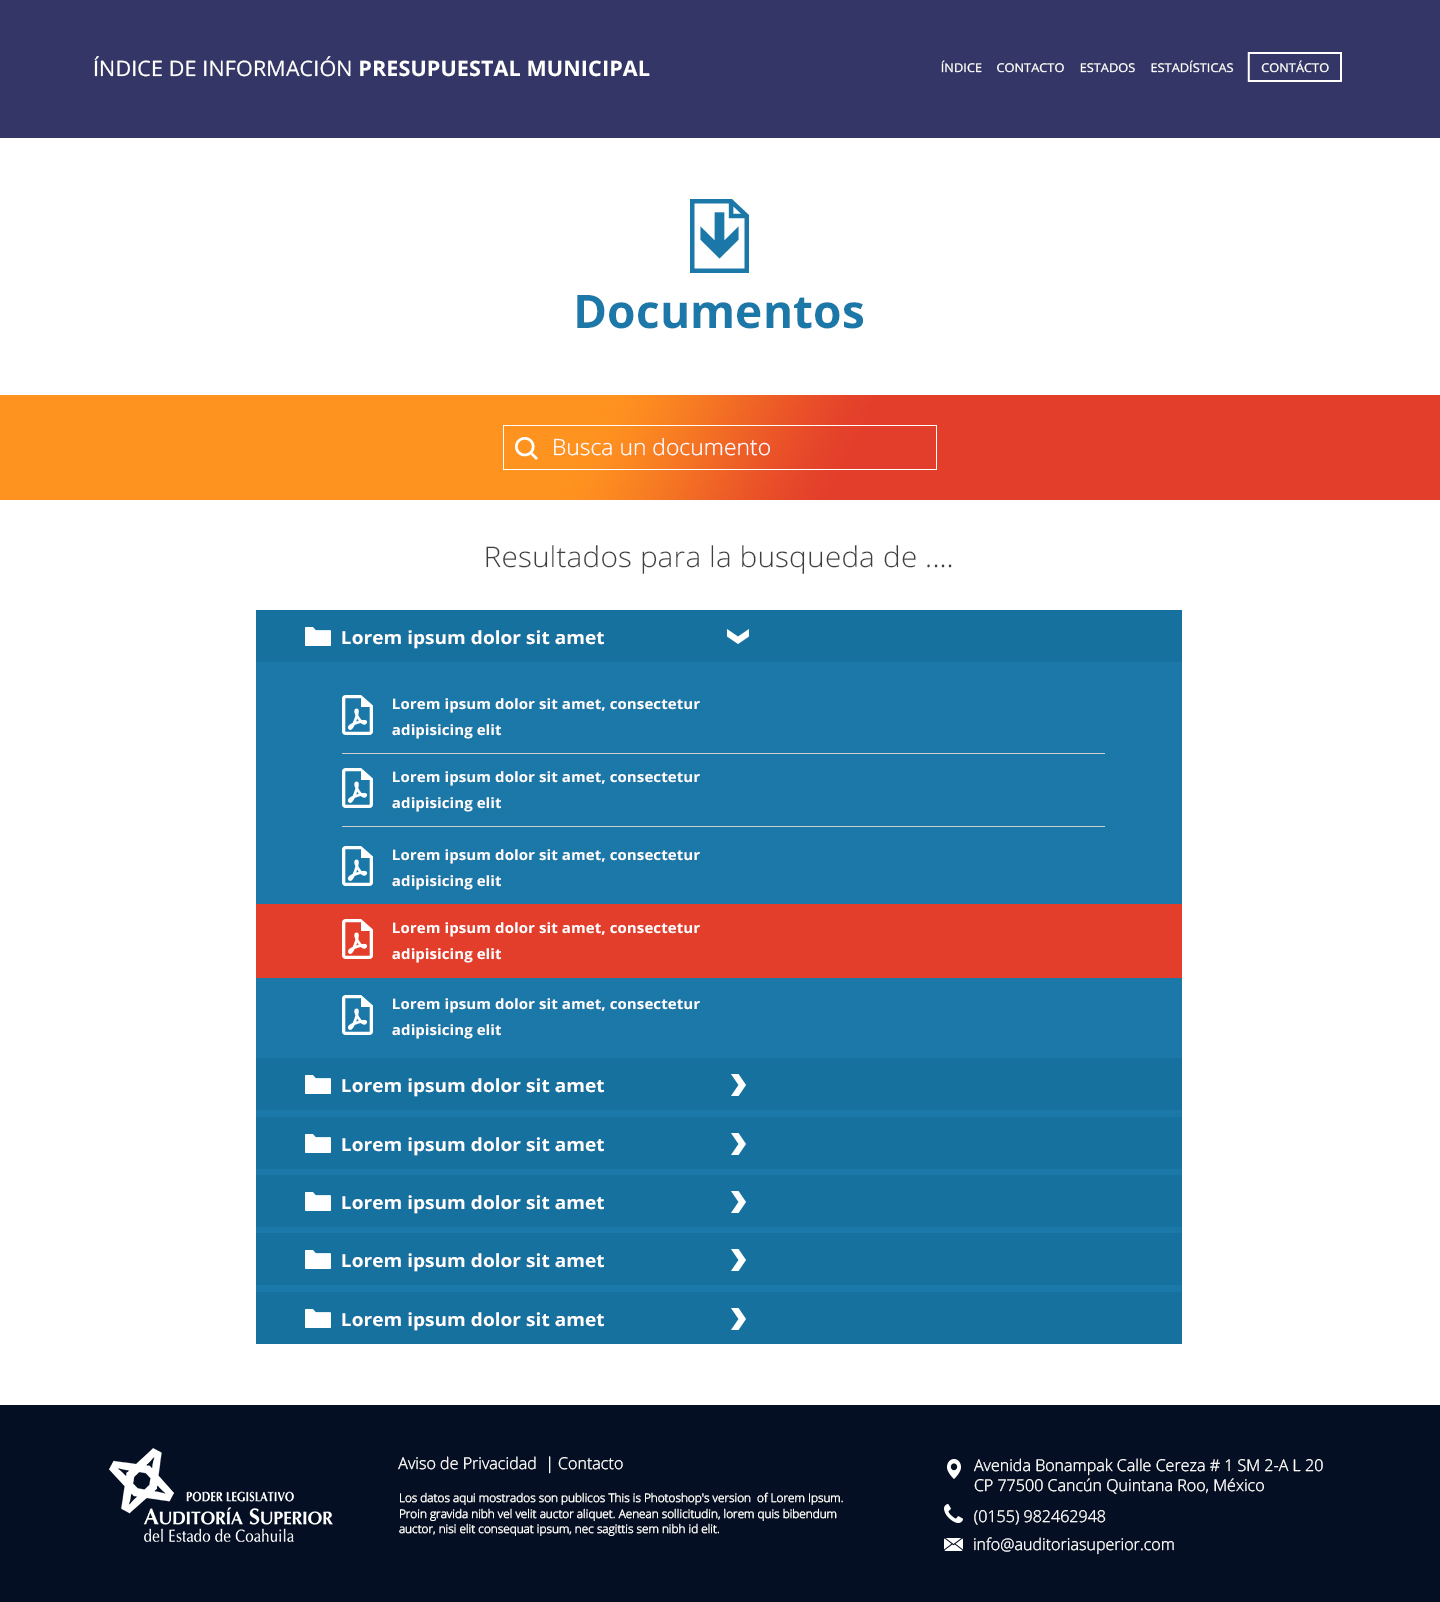 ÍNDICE DE INFORMACIÓN PRESUPUESTAL MUNICIPAL
ÍNDICE CONTACTO ESTADOS ESTADÍSTICAS CONTÁCTO
Documentos
Busca un documento
Resultados para la busqueda de ....
Lorem ipsum dolor sit amet
Lorem ipsum dolor sit amet, consectetur
adipisicing elit
Lorem ipsum dolor sit amet, consectetur
adipisicing elit
Lorem ipsum dolor sit amet, consectetur
adipisicing elit
Lorem ipsum dolor sit amet, consectetur
adipisicing elit
Lorem ipsum dolor sit amet, consectetur
adipisicing elit
Lorem ipsum dolor sit amet
Lorem ipsum dolor sit amet
Lorem ipsum dolor sit amet
Lorem ipsum dolor sit amet
Lorem ipsum dolor sit amet
PODER LEGISLATIVO
AUDITORÍA SUPERIOR
del Estado de Coahuila
Aviso de Privacidad | Contacto
Los datos aqui mostrados son publicos This is Photoshop's version of Lorem Ipsum.
Proin gravida nibh vel velit auctor aliquet. Aenean sollicitudin, lorem quis bibendum
auctor, nisi elit consequat ipsum, nec sagittis sem nibh id elit.
Avenida Bonampak Calle Cereza # 1 SM 2-A L 20
CP 77500 Cancún Quintana Roo, México
(0155) 982462948
info@auditoriasuperior.com